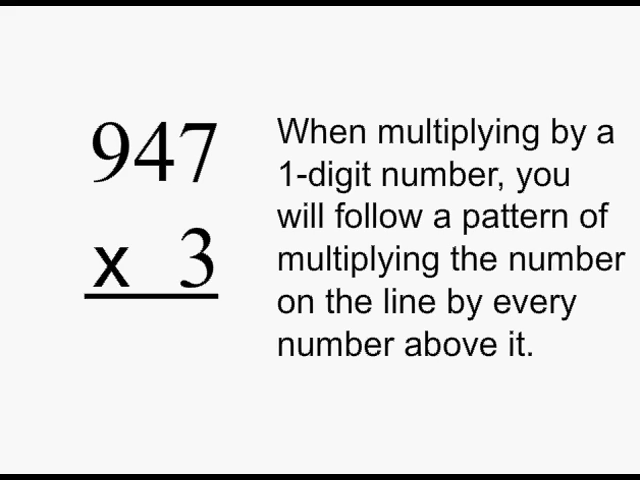 947
x 3
When multiplying by a
1-digit number, you
will follow a pattern of
multiplying the number
on the line by every
number above it.